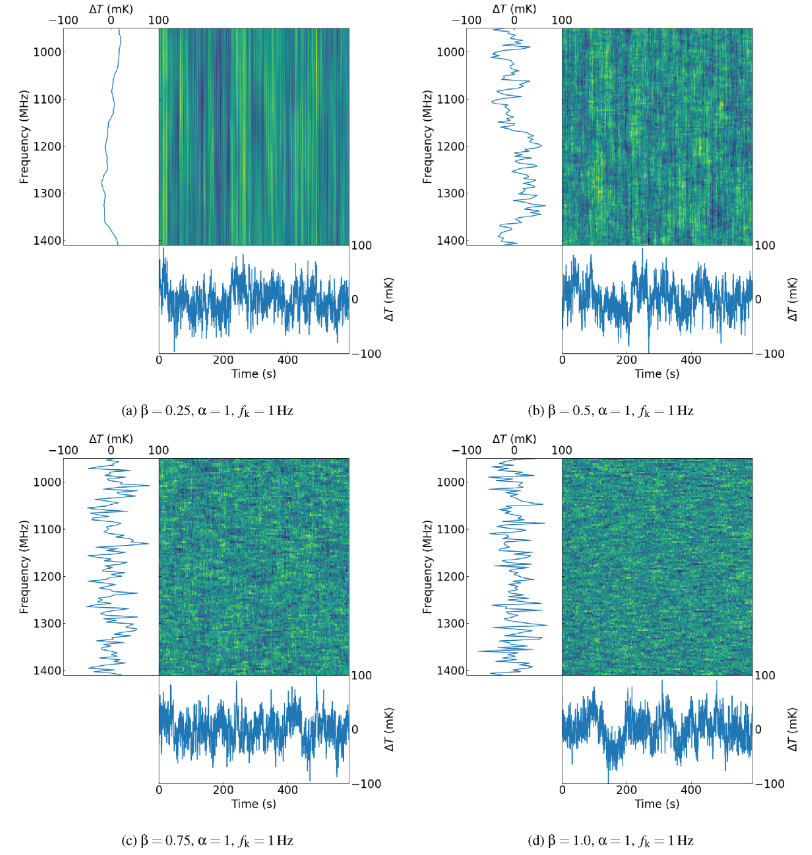 ΔT (mK)
−100 0 100
Frequency (MHz)
1000
1100
1200
1300
1400
100
0
−100
ΔT (mK)
0 200 400
Time (s)
(a) β = 0.25, α = 1, fk = 1 Hz
ΔT (mK)
−100 0 100
Frequency (MHz)
1000
1100
1200
1300
1400
100
0
−100
ΔT (mK)
0 200 400
Time (s)
(b) β = 0.5, α = 1, fk = 1 Hz
ΔT (mK)
−100 0 100
Frequency (MHz)
1000
1100
1200
1300
1400
100
0
−100
ΔT (mK)
0 200 400
Time (s)
(c) β = 0.75, α = 1, fk = 1 Hz
ΔT (mK)
−100 0 100
Frequency (MHz)
1000
1100
1200
1300
1400
100
0
−100
ΔT (mK)
0 200 400
Time (s)
(d) β = 1.0, α = 1, fk = 1 Hz